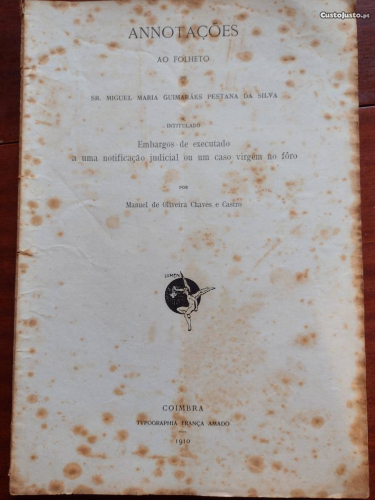 CustoJusto.pt
ANNOTAÇÕES
AO FOLHETO
SR. MIGUEL MARIA GUIMARÃES PESTANA DA SILVA
INTITULADO
Embargos de executado
a uma notificação judicial ou um caso virgem no fôro
POR
Manuel de Oliveira Chaves e Castro
LUMEN
COIMBRA
TYPOGRAPHIA FRANÇA AMADO
1910